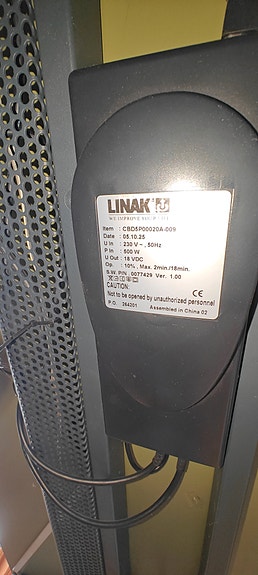 LINAK
WE IMPROVE YOUR LIFE
Item : CBD5P00020A-009
Date : 05.10.25
U In : 230 V ~, 50Hz
P In : 500 W
U Out : 18 VDC
Op. : 10%, Max. 2min./18min.
S.W. P/N: 0077429 Ver. 1.00
CAUTION:
Not to be opened by unauthorized personnel
CE
P.O. 264201 Assembled in China 02